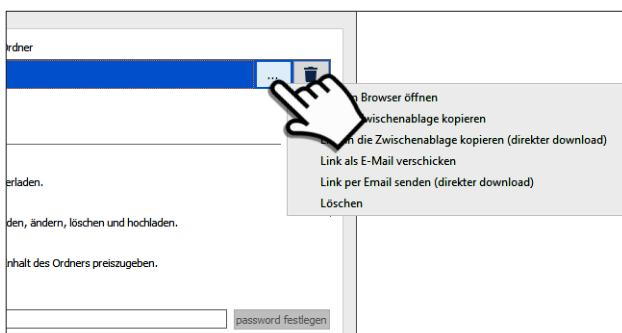 rdner
...
Browser öffnen
wischenablage kopieren
die Zwischenablage kopieren (direkter download)
Link als E-Mail verschicken
Link per Email senden (direkter download)
Löschen
erladen.
den, ändern, löschen und hochladen.
nhalt des Ordners preiszugeben.
password festlegen